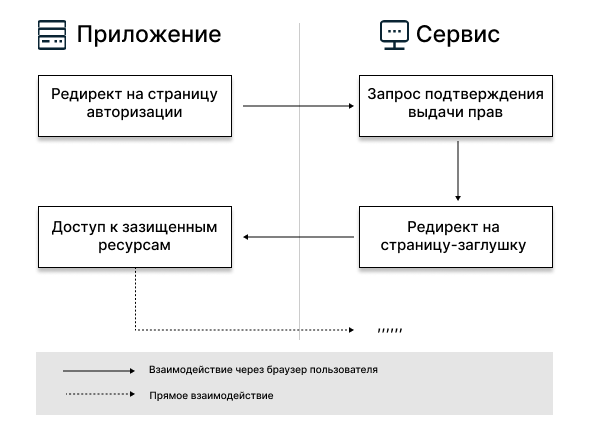 Приложение
Сервис
Редирект на страницу
авторизации
Запрос подтверждения
выдачи прав
Доступ к зазищенным
ресурсам
Редирект на
страницу-заглушку
,,,,,,
Взаимодействие через браузер пользователя
Прямое взаимодействие